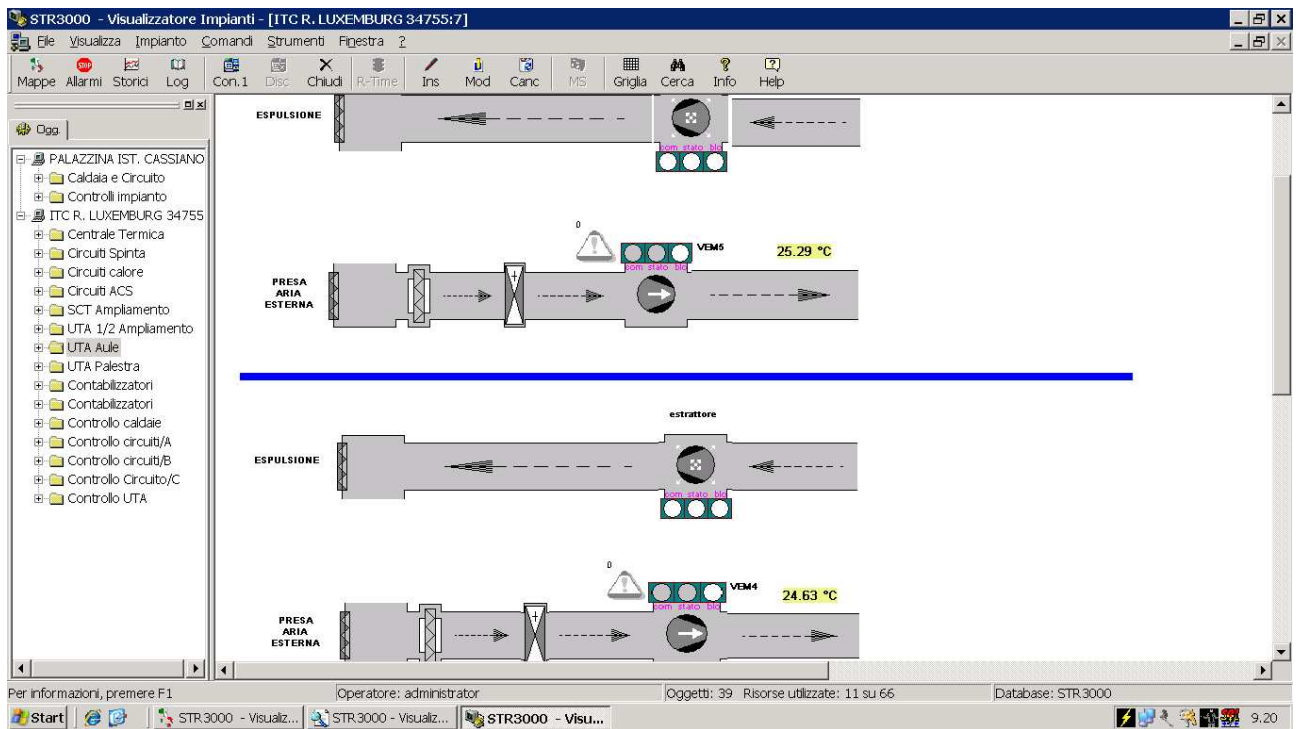 STR3000 - Visualizzatore Impianti - [ITC R. LUXEMBURG 34755:7]
File Visualizza Impianto Comandi Strumenti Finestra ?
Mappe Allarmi Storici Log Con.1 Disc Chiudi R-Time Ins Mod Canc MS Griglia Cerca Info Help
Ogg.
PALAZZINA IST. CASSIANO
Caldaia e Circuito
Controlli impianto
ITC R. LUXEMBURG 34755
Centrale Termica
Circuiti Spinta
Circuiti calore
Circuiti ACS
SCT Ampliamento
UTA 1/2 Ampliamento
UTA Aule
UTA Palestra
Contabilizzatori
Contabilizzatori
Controllo caldaie
Controllo circuiti/A
Controllo circuiti/B
Controllo Circuito/C
Controllo UTA
ESPULSIONE
com stato blo
0
VEM5
25.29 °C
com stato blo
PRESA
ARIA
ESTERNA
estrattore
ESPULSIONE
com stato blo
0
VEM4
24.63 °C
com stato blo
PRESA
ARIA
ESTERNA
Per informazioni, premere F1
Operatore: administrator
Oggetti: 39 Risorse utilizzate: 11 su 66
Database: STR3000
Start
STR3000 - Visualiz...
STR3000 - Visualiz...
STR3000 - Visu...
9.20